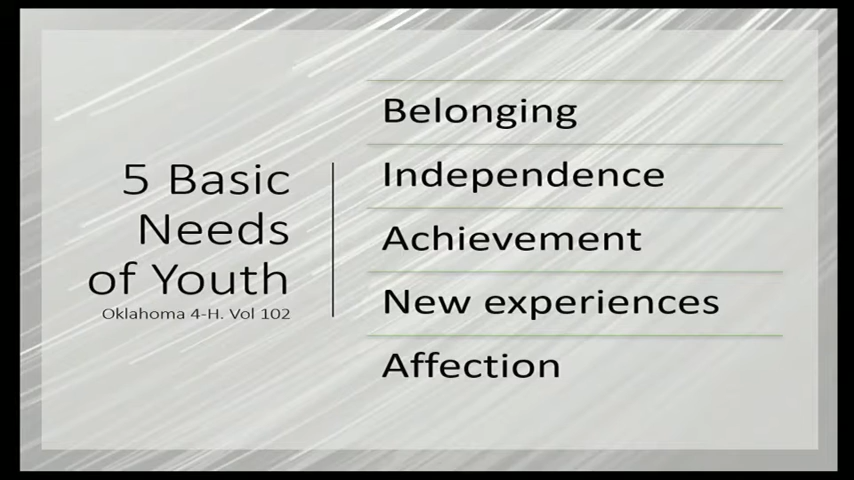 5 Basic
Needs
of Youth
Oklahoma 4-H. Vol 102
Belonging
Independence
Achievement
New experiences
Affection